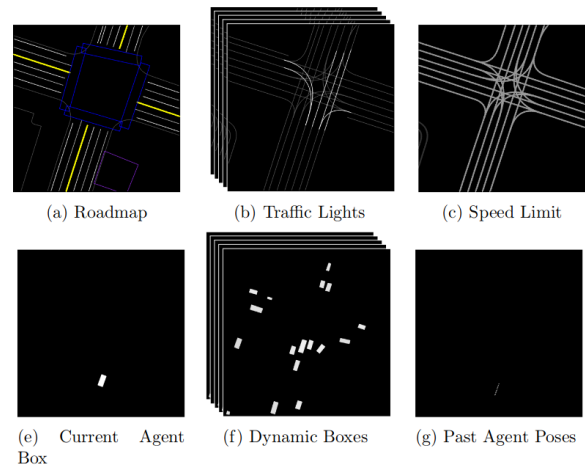 (a) Roadmap
(b) Traffic Lights
(c) Speed Limit
(e) Current Agent
Box
(f) Dynamic Boxes
(g) Past Agent Poses